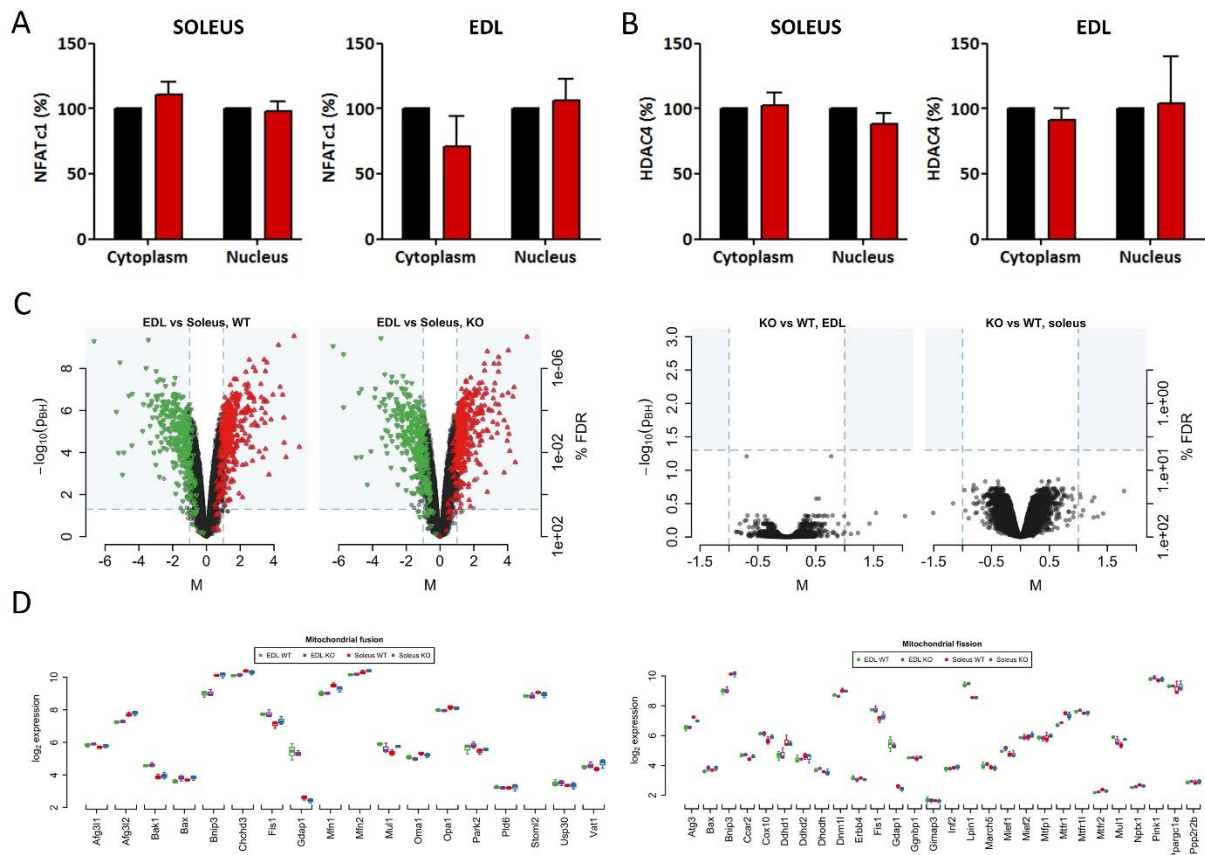 A
SOLEUS
EDL
B
SOLEUS
EDL
NFATc1 (%)
150
100
50
0
Cytoplasm
Nucleus
NFATc1 (%)
150
100
50
0
Cytoplasm
Nucleus
HDAC4 (%)
150
100
50
0
Cytoplasm
Nucleus
HDAC4 (%)
150
100
50
0
Cytoplasm
Nucleus
C
EDL vs Soleus, WT
EDL vs Soleus, KO
−log10(pBH)
8
6
4
2
0
-6 -4 -2 0 2 4
M
-6 -4 -2 0 2 4
M
1e-06
1e-02
1e+02
% FDR
KO vs WT, EDL
KO vs WT, soleus
−log10(pBH)
3.0
2.5
2.0
1.5
1.0
0.5
0.0
-1.5 -0.5 0.5 1.5
M
-1.5 -0.5 0.5 1.5
M
1.e+00
1.e+01
1.e+02
% FDR
D
Mitochondrial fusion
EDL WT EDL KO Soleus WT Soleus KO
log2 expression
10
8
6
4
2
Afg3l1 Afg3l2 Bak1 Bax Bnip3 Chchd3 Fis1 Gdap1 Mfn1 Mfn2 Mul1 Oma1 Opa1 Park2 Pld6 Stoml2 Usp30 Vat1
Mitochondrial fission
EDL WT EDL KO Soleus WT Soleus KO
log2 expression
10
8
6
4
2
Atg3 Bax Bnip3 Ccar2 Cox10 Ddhd1 Ddhd2 Dhodh Dnm1l Erbb4 Fis1 Gdap1 Ggnbp1 Gimap3 Inf2 Lpin1 March5 Mief1 Mief2 Mtfp1 Mtfr1 Mtfr1l Mtfr2 Mul1 Nptx1 Pink1 Ppargc1a Ppp2r2b